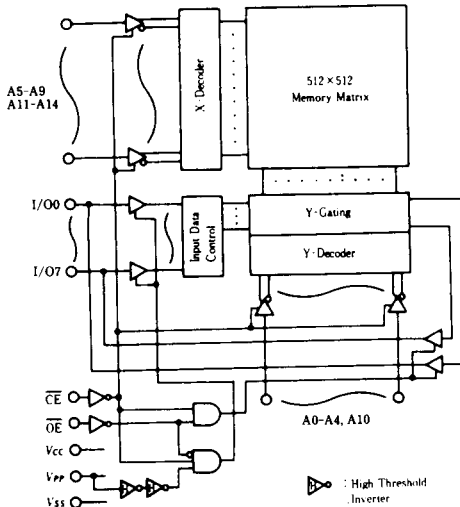 A5-A9
A11-A14
X-Decoder
512×512
Memory Matrix
I/O0
I/O7
Input Data
Control
Y-Gating
Y-Decoder
CE
OE
VCC
VPP
VSS
A0-A4, A10
: High Threshold
Inverter